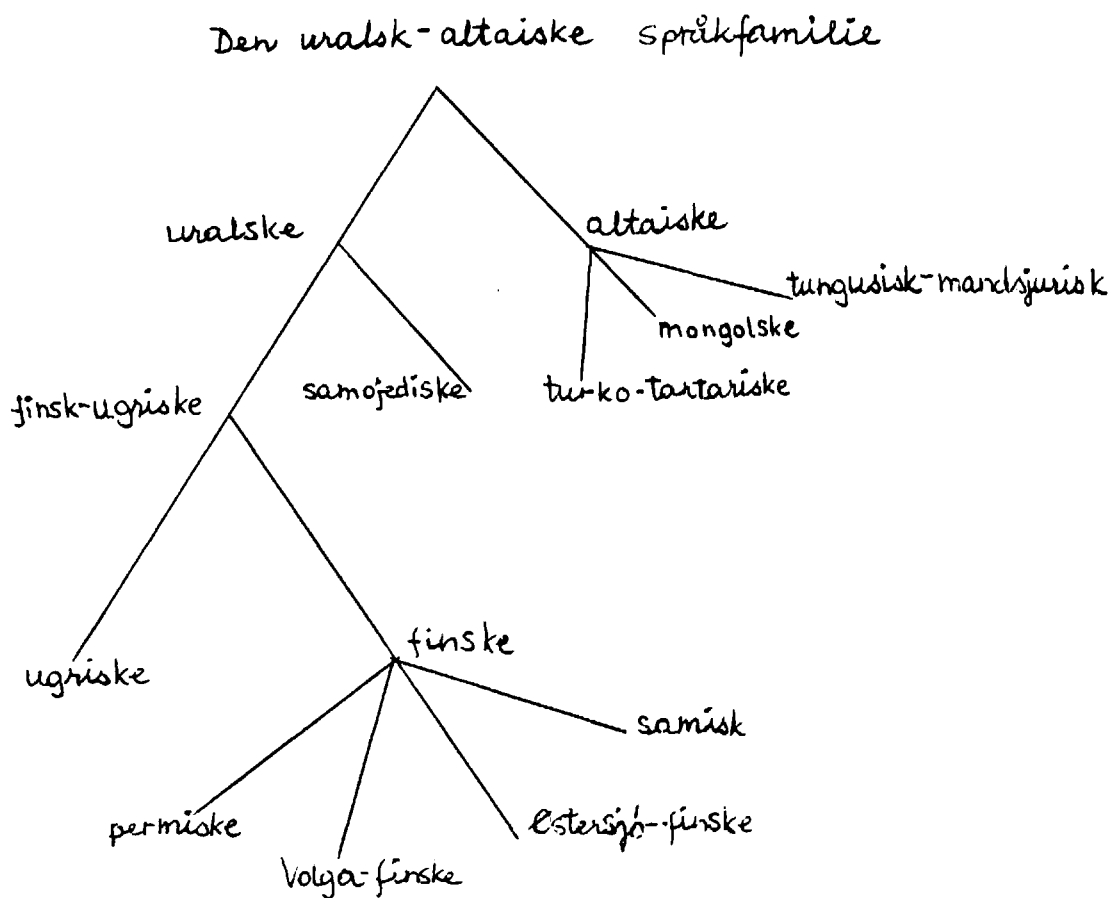 Den uralsk-altaiske språkfamilie
uralske
altaiske
tungusisk-mandsjurisk
mongolske
samojediske
turko-tartariske
finsk-ugriske
finske
ugriske
samisk
permiske
Østersjø-finske
Volga-finske